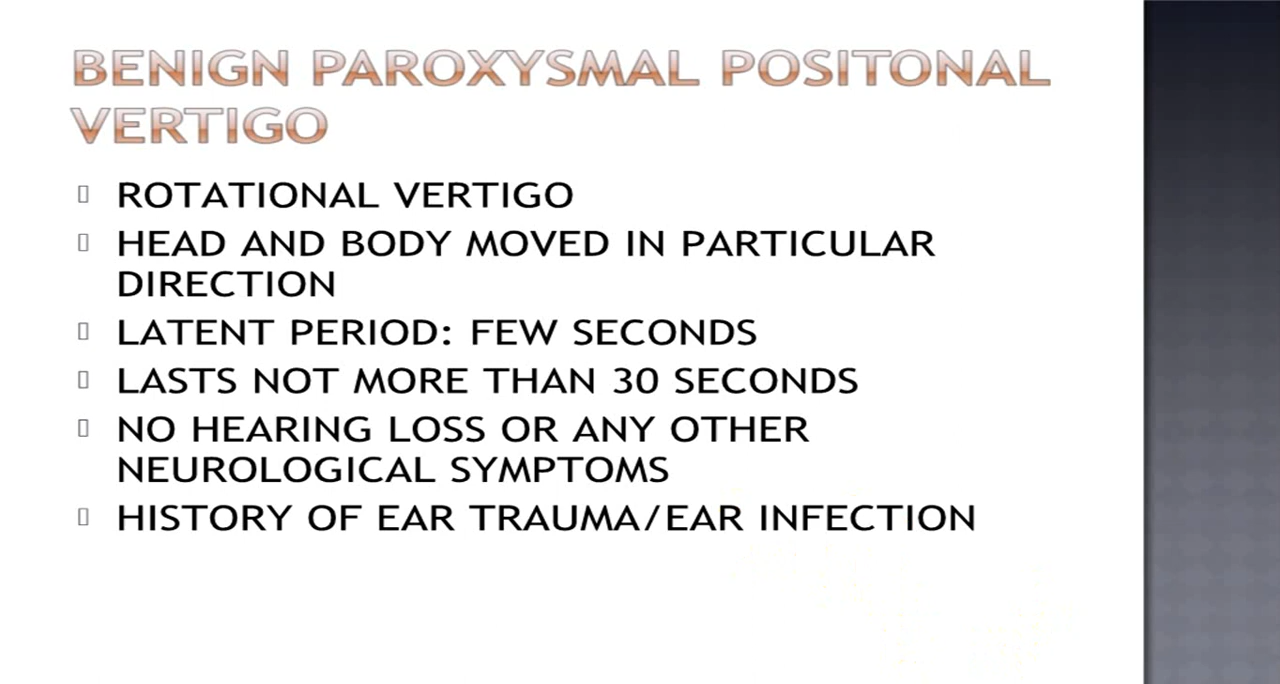 BENIGN PAROXYSMAL POSITONAL
VERTIGO
ROTATIONAL VERTIGO
HEAD AND BODY MOVED IN PARTICULAR
DIRECTION
LATENT PERIOD: FEW SECONDS
LASTS NOT MORE THAN 30 SECONDS
NO HEARING LOSS OR ANY OTHER
NEUROLOGICAL SYMPTOMS
HISTORY OF EAR TRAUMA/EAR INFECTION